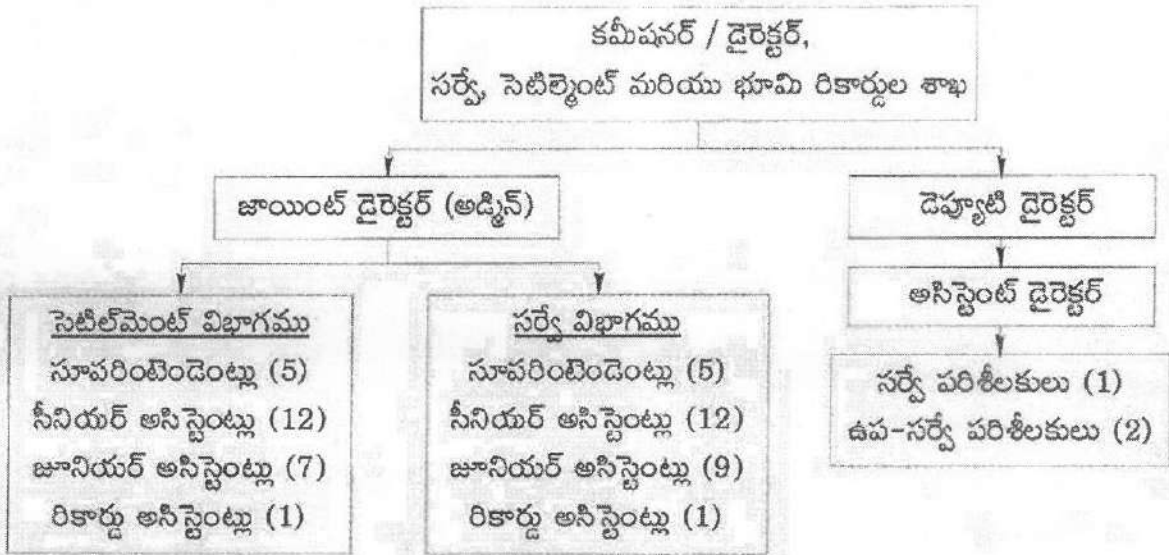 కమీషనర్ / డైరెక్టర్,
సర్వే, సెటిల్మెంట్ మరియు భూమి రికార్డుల శాఖ
జాయింట్ డైరెక్టర్ (అడ్మిన్)
డెప్యూటి డైరెక్టర్
అసిస్టెంట్ డైరెక్టర్
సెటిల్‌మెంట్ విభాగము
సూపరింటెండెంట్లు (5)
సీనియర్ అసిస్టెంట్లు (12)
జూనియర్ అసిస్టెంట్లు (7)
రికార్డు అసిస్టెంట్లు (1)
సర్వే విభాగము
సూపరింటెండెంట్లు (5)
సీనియర్ అసిస్టెంట్లు (12)
జూనియర్ అసిస్టెంట్లు (9)
రికార్డు అసిస్టెంట్లు (1)
సర్వే పరిశీలకులు (1)
ఉప-సర్వే పరిశీలకులు (2)